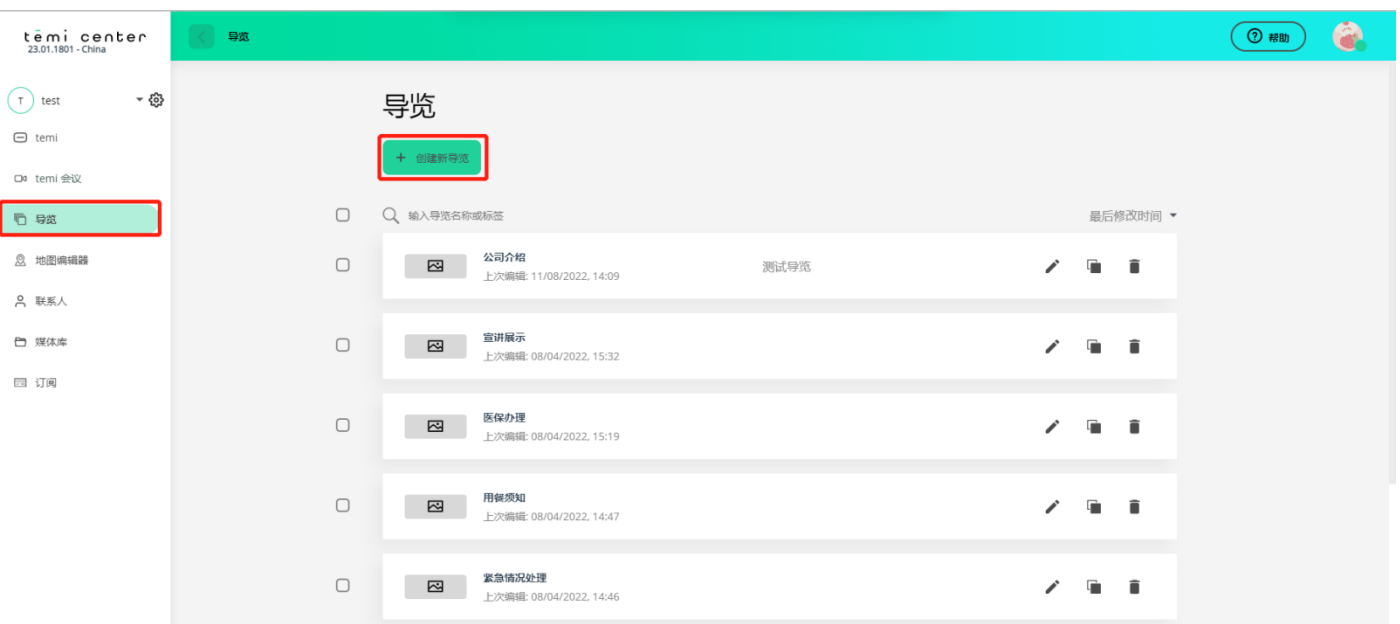 temi center
23.01.1801 - China
导览
帮助
T test
temi
temi 会议
导览
地图编辑器
联系人
媒体库
订阅
导览
+ 创建新导览
输入导览名称或标签
最后修改时间
公司介绍
上次编辑: 11/08/2022, 14:09
测试导览
宣讲展示
上次编辑: 08/04/2022, 15:32
医保办理
上次编辑: 08/04/2022, 15:19
用餐须知
上次编辑: 08/04/2022, 14:47
紧急情况处理
上次编辑: 08/04/2022, 14:46